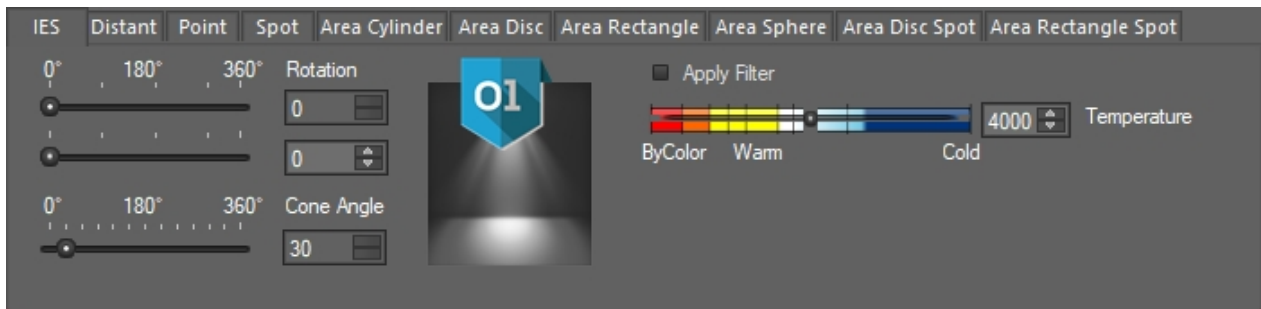 IES Distant Point Spot Area Cylinder Area Disc Area Rectangle Area Sphere Area Disc Spot Area Rectangle Spot
0° 180° 360° Rotation
0
0
0° 180° 360° Cone Angle
30
01
Apply Filter
4000 Temperature
ByColor Warm Cold